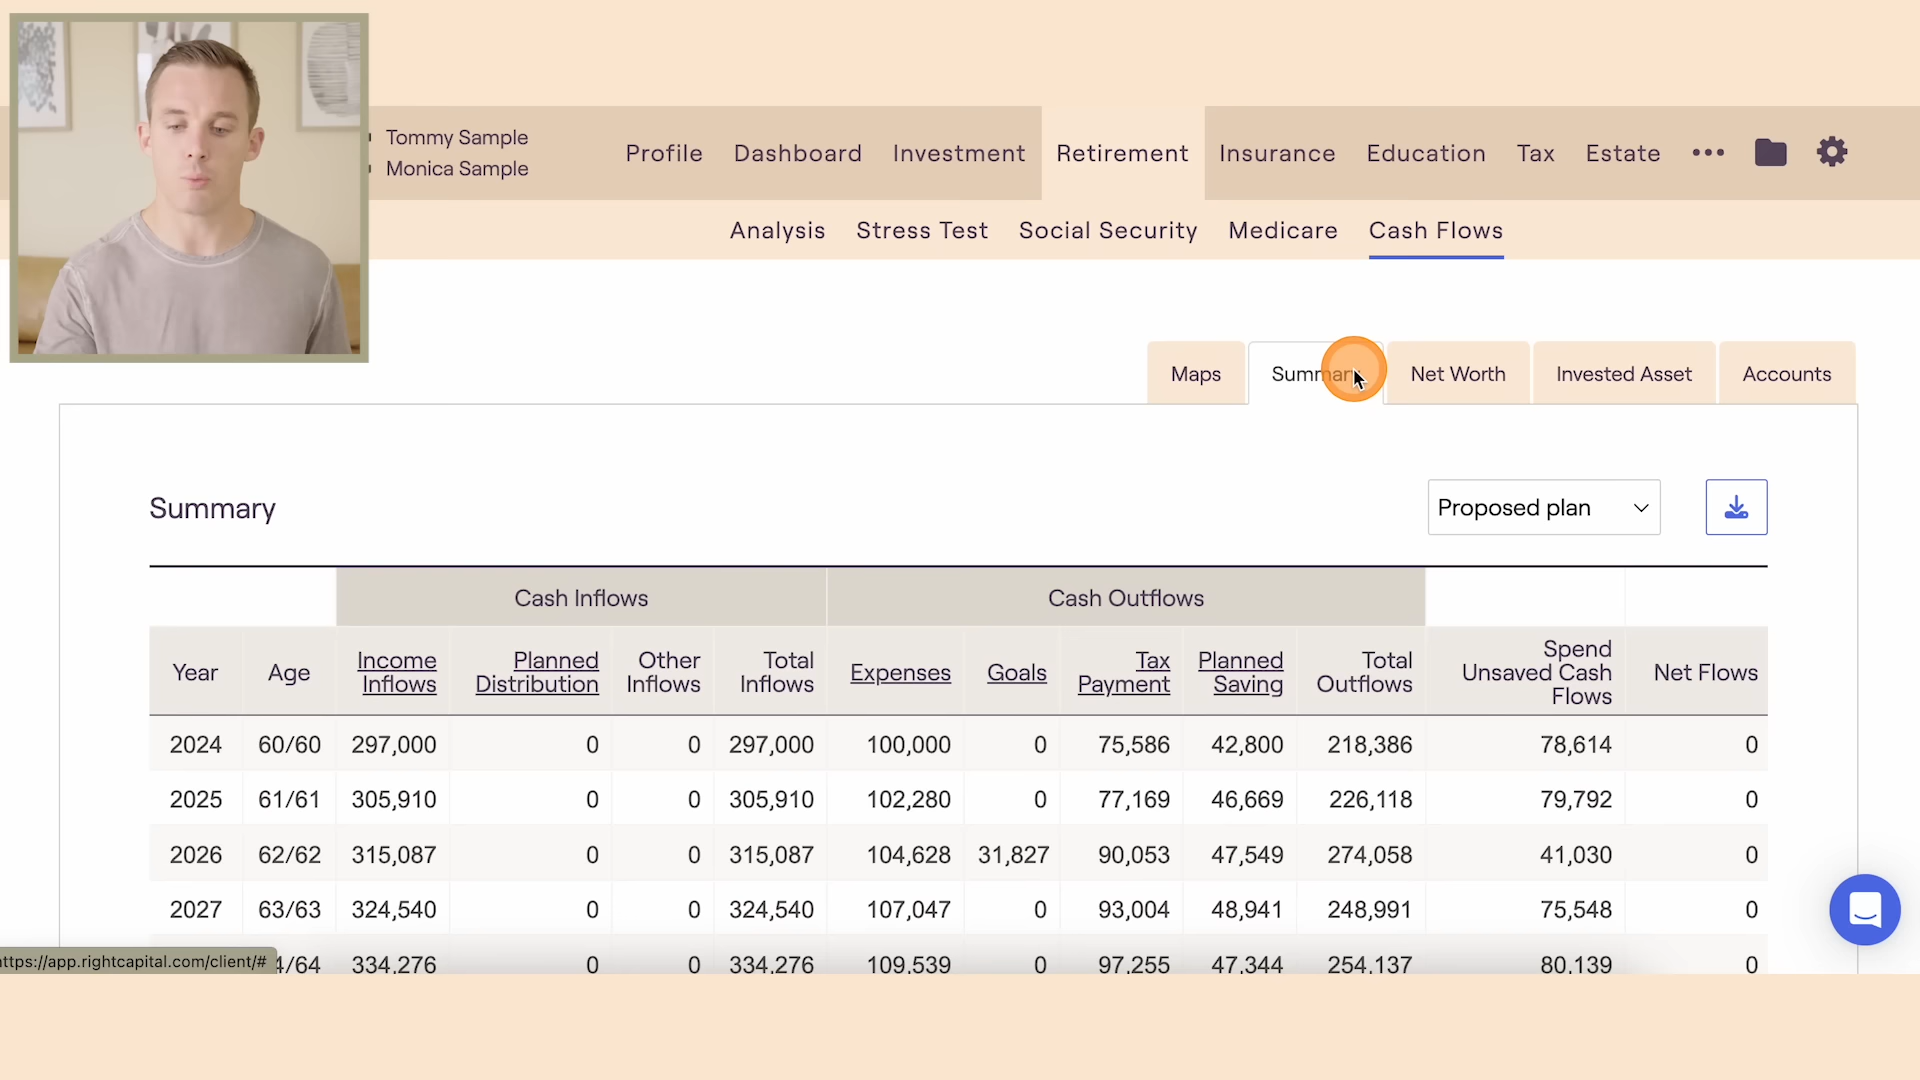 Tommy Sample
Monica Sample
Profile Dashboard Investment Retirement Insurance Education Tax Estate
Analysis Stress Test Social Security Medicare Cash Flows
Maps Summary Net Worth Invested Asset Accounts
Summary Proposed plan
Cash Inflows Cash Outflows
Year Age Income Inflows Planned Distribution Other Inflows Total Inflows Expenses Goals Tax Payment Planned Saving Total Outflows Spend Unsaved Cash Flows Net Flows
2024 60/60 297,000 0 0 297,000 100,000 0 75,586 42,800 218,386 78,614 0
2025 61/61 305,910 0 0 305,910 102,280 0 77,169 46,669 226,118 79,792 0
2026 62/62 315,087 0 0 315,087 104,628 31,827 90,053 47,549 274,058 41,030 0
2027 63/63 324,540 0 0 324,540 107,047 0 93,004 48,941 248,991 75,548 0
4/64 334,276 0 0 334,276 109,539 0 97,255 47,344 254,137 80,139 0
https://app.rightcapital.com/client/#